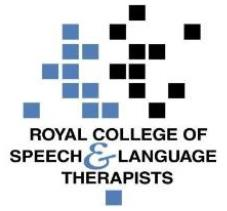 ROYAL COLLEGE OF
SPEECH & LANGUAGE
THERAPISTS